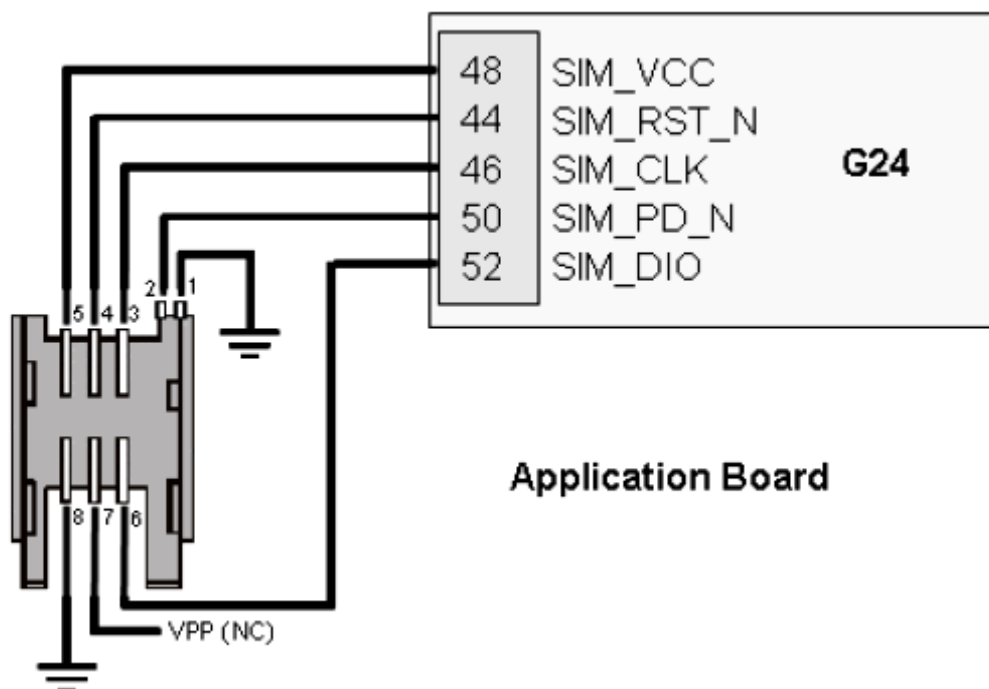 48 SIM_VCC
44 SIM_RST_N
46 SIM_CLK
G24
50 SIM_PD_N
52 SIM_DIO
2 1
5 4 3
Application Board
8 7 6
VPP (NC)